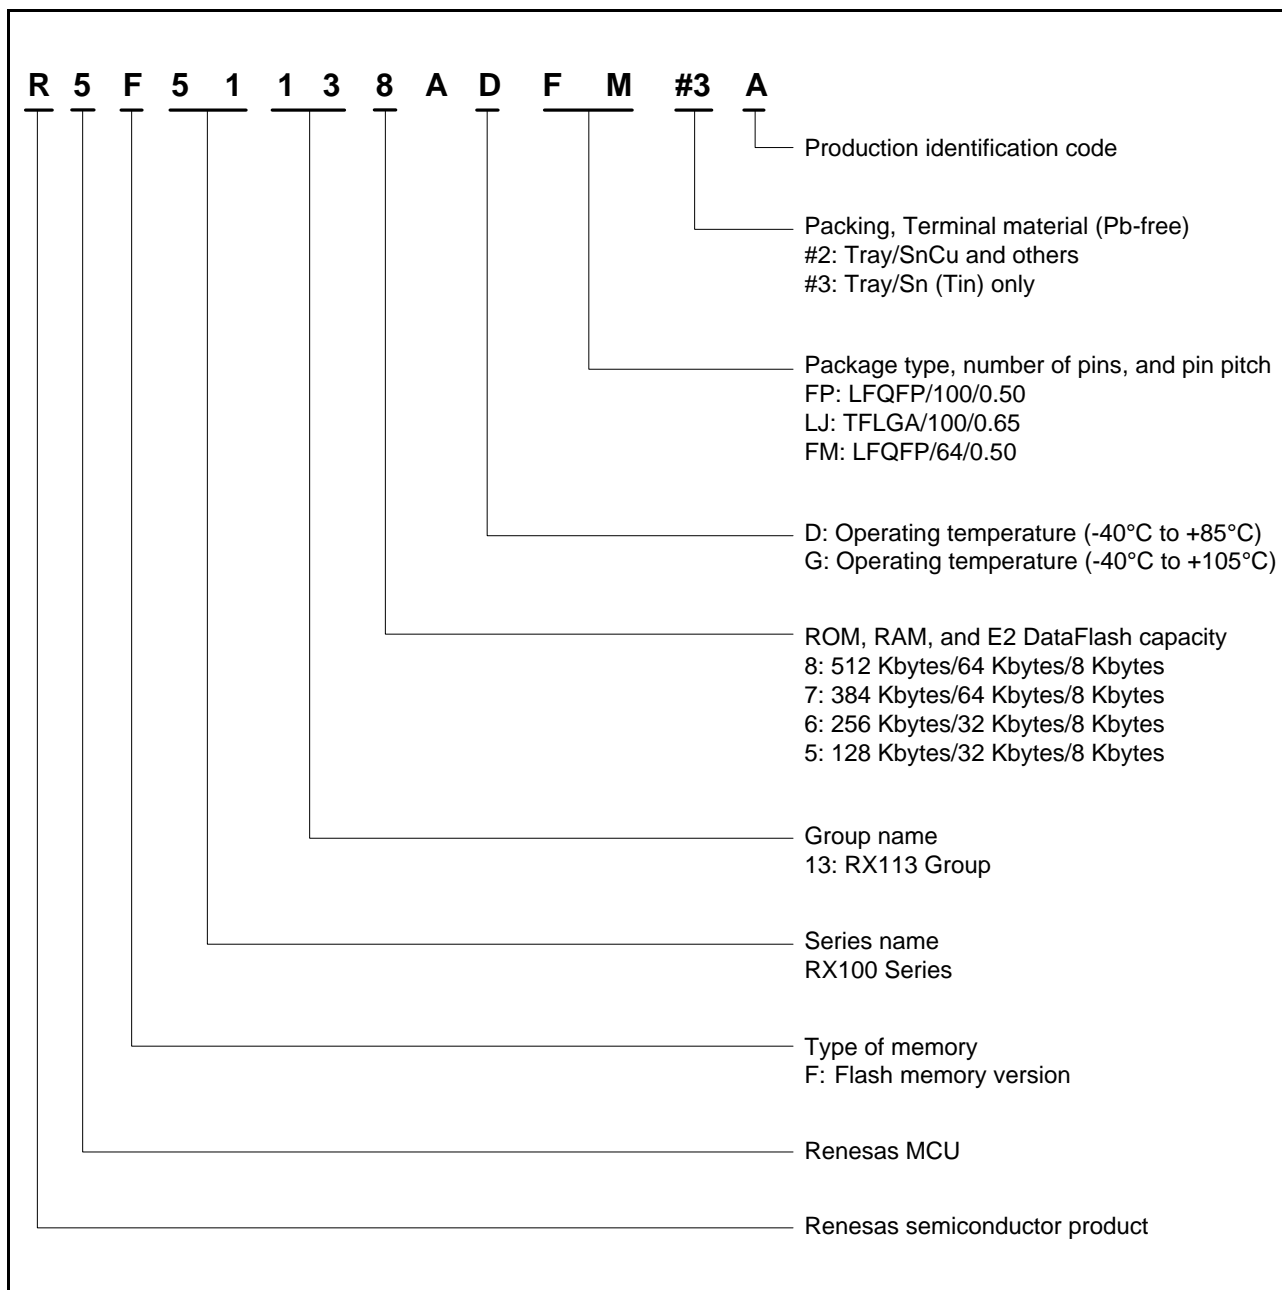 R 5 F 5 1 1 3 8 A D F M #3 A
Production identification code
Packing, Terminal material (Pb-free)
#2: Tray/SnCu and others
#3: Tray/Sn (Tin) only
Package type, number of pins, and pin pitch
FP: LFQFP/100/0.50
LJ: TFLGA/100/0.65
FM: LFQFP/64/0.50
D: Operating temperature (-40°C to +85°C)
G: Operating temperature (-40°C to +105°C)
ROM, RAM, and E2 DataFlash capacity
8: 512 Kbytes/64 Kbytes/8 Kbytes
7: 384 Kbytes/64 Kbytes/8 Kbytes
6: 256 Kbytes/32 Kbytes/8 Kbytes
5: 128 Kbytes/32 Kbytes/8 Kbytes
Group name
13: RX113 Group
Series name
RX100 Series
Type of memory
F: Flash memory version
Renesas MCU
Renesas semiconductor product